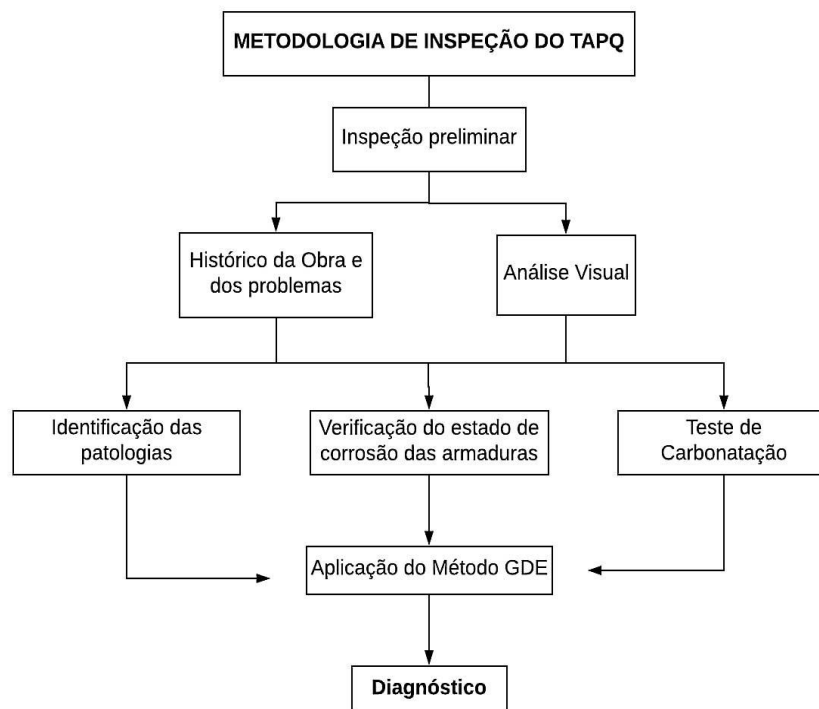 METODOLOGIA DE INSPEÇÃO DO TAPQ
Inspeção preliminar
Histórico da Obra e
dos problemas
Análise Visual
Identificação das
patologias
Verificação do estado de
corrosão das armaduras
Teste de
Carbonatação
Aplicação do Método GDE
Diagnóstico